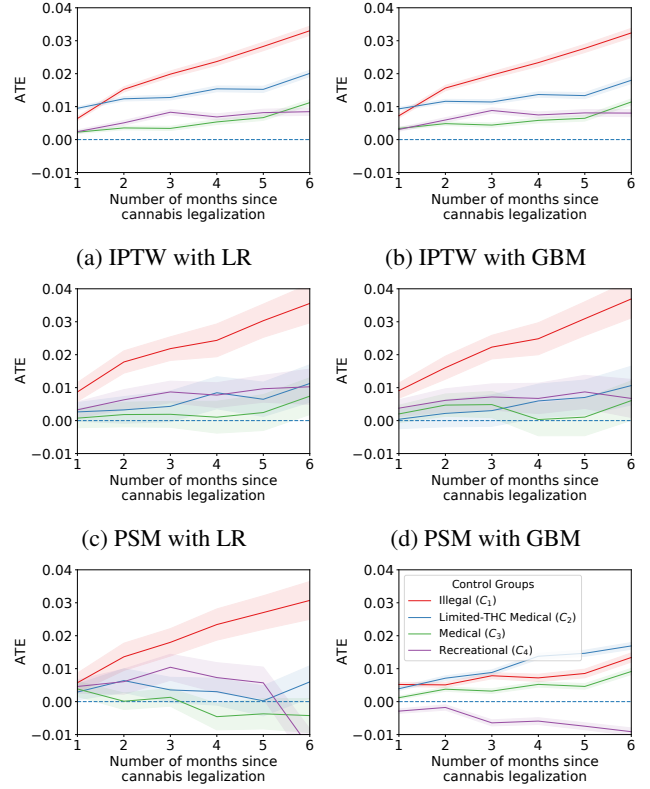 0.04
0.03
0.02
0.01
0.00
−0.01
ATE
1 2 3 4 5 6
Number of months since
cannabis legalization
0.04
0.03
0.02
0.01
0.00
−0.01
ATE
1 2 3 4 5 6
Number of months since
cannabis legalization
(a) IPTW with LR
(b) IPTW with GBM
0.04
0.03
0.02
0.01
0.00
−0.01
ATE
1 2 3 4 5 6
Number of months since
cannabis legalization
0.04
0.03
0.02
0.01
0.00
−0.01
ATE
1 2 3 4 5 6
Number of months since
cannabis legalization
(c) PSM with LR
(d) PSM with GBM
0.04
0.03
0.02
0.01
0.00
−0.01
ATE
1 2 3 4 5 6
Number of months since
cannabis legalization
0.04
0.03
0.02
0.01
0.00
−0.01
ATE
Control Groups
Illegal (C₁)
Limited-THC Medical (C₂)
Medical (C₃)
Recreational (C₄)
1 2 3 4 5 6
Number of months since
cannabis legalization